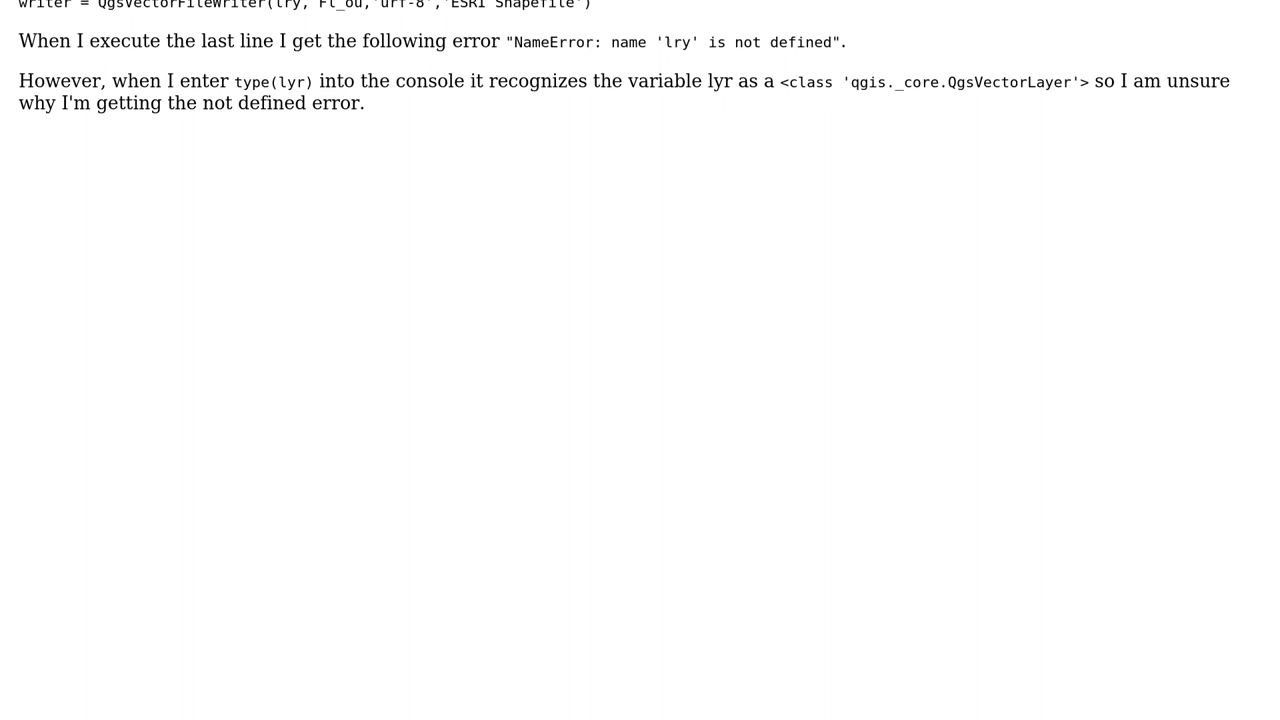 writer = QgsVectorFileWriter(lry, Fl_ou,'urf-8','ESRI Shapefile')
When I execute the last line I get the following error "NameError: name 'lry' is not defined".
However, when I enter type(lyr) into the console it recognizes the variable lyr as a <class 'qgis._core.QgsVectorLayer'> so I am unsure
why I'm getting the not defined error.